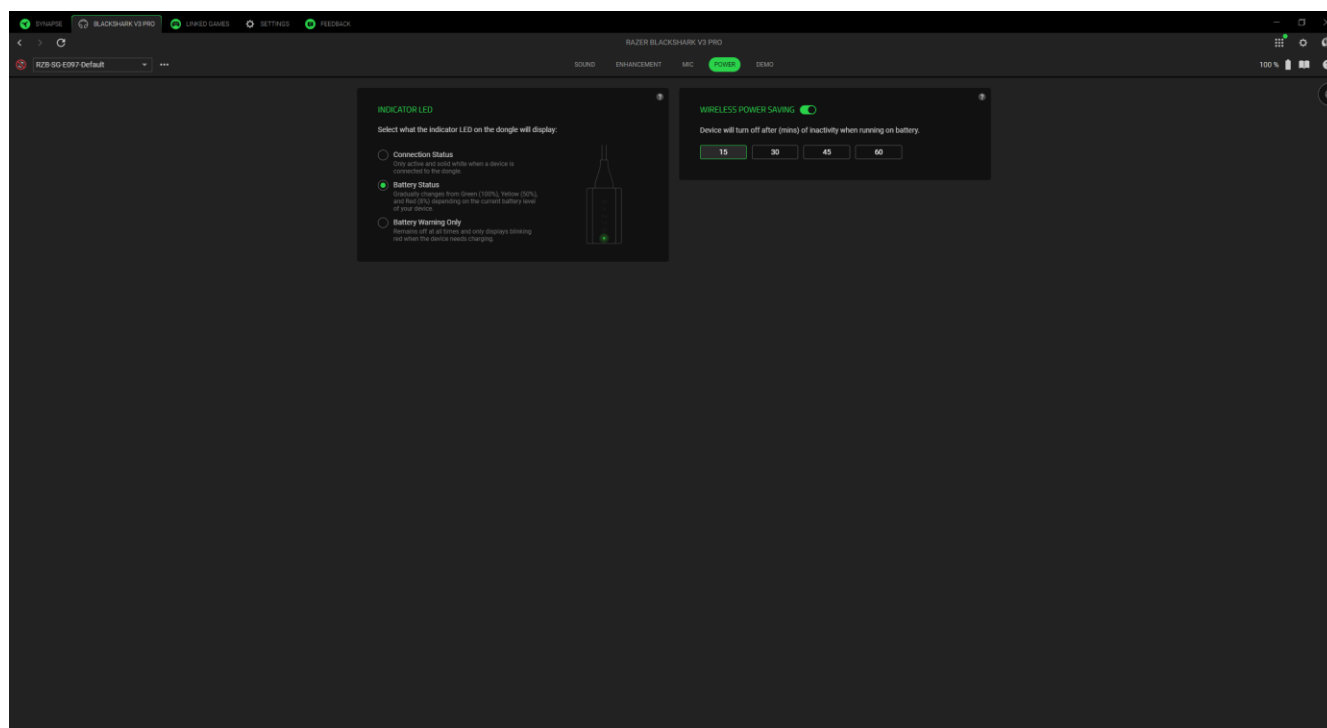 SYNAPSE
BLACKSHARK V3 PRO
LINKED GAMES
SETTINGS
FEEDBACK
RAZER BLACKSHARK V3 PRO
RZB-SG-E097-Default
SOUND
ENHANCEMENT
MIC
POWER
DEMO
100 %
INDICATOR LED
Select what the indicator LED on the dongle will display:
Connection Status
Only active and solid white when a device is
connected to the dongle.
Battery Status
Gradually changes from Green (100%), Yellow (50%),
and Red (8%) depending on the current battery level
of your device.
Battery Warning Only
Remains off at all times and only displays blinking
red when the device needs charging.
WIRELESS POWER SAVING
Device will turn off after (mins) of inactivity when running on battery.
15
30
45
60